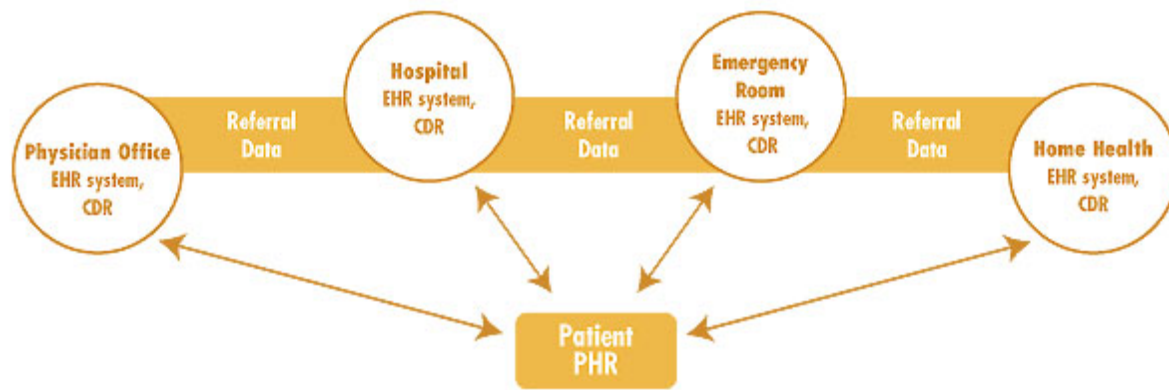 Physician Office
EHR system,
CDR
Referral
Data
Hospital
EHR system,
CDR
Referral
Data
Emergency
Room
EHR system,
CDR
Referral
Data
Home Health
EHR system,
CDR
Patient
PHR